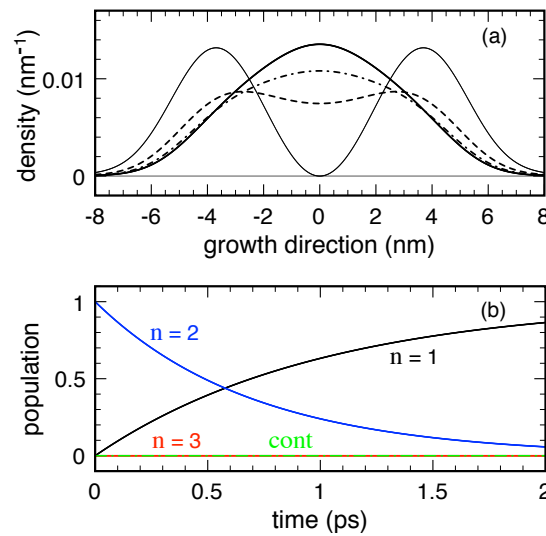 (a)
density (nm⁻¹)
0.01
0
-8 -6 -4 -2 0 2 4 6 8
growth direction (nm)
(b)
population
1
n = 2
n = 1
0.5
n = 3 cont
0
0 0.5 1 1.5 2
time (ps)